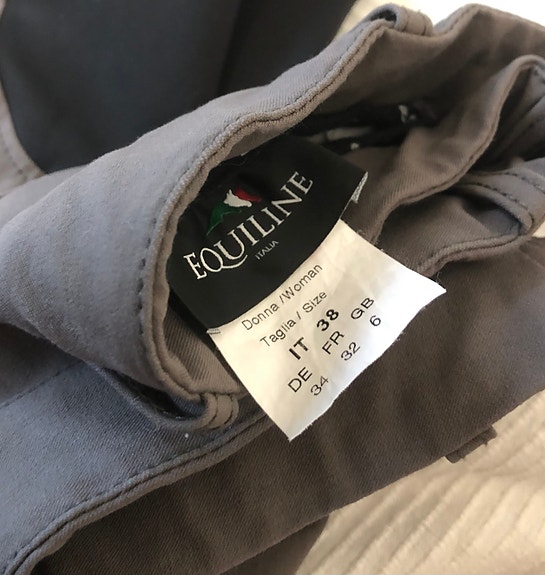 EQUILINE
ITALIA
Donna /Woman
Taglia / Size
IT 38
DE FR GB
34 32 6